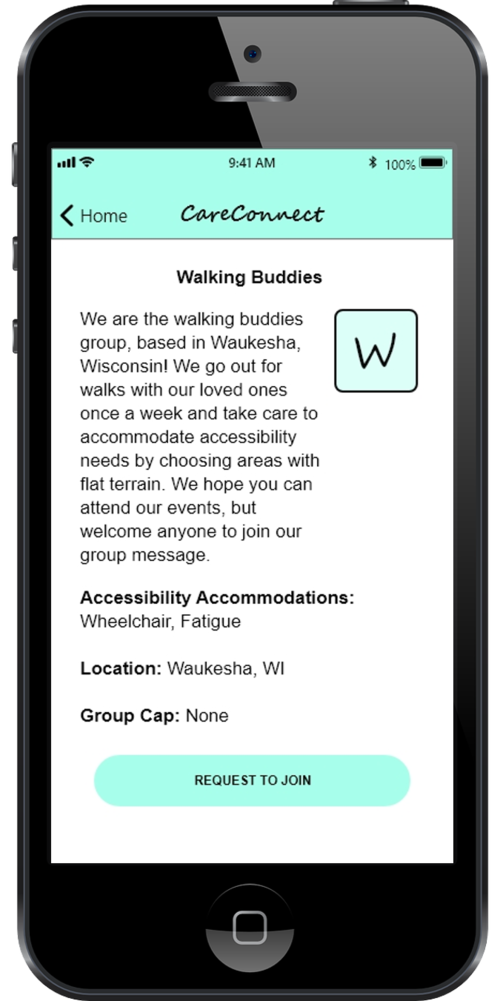 9:41 AM 100%
Home CareConnect
Walking Buddies
We are the walking buddies
group, based in Waukesha,
Wisconsin! We go out for
walks with our loved ones
once a week and take care to
accommodate accessibility
needs by choosing areas with
flat terrain. We hope you can
attend our events, but
welcome anyone to join our
group message.
W
Accessibility Accommodations:
Wheelchair, Fatigue
Location: Waukesha, WI
Group Cap: None
REQUEST TO JOIN